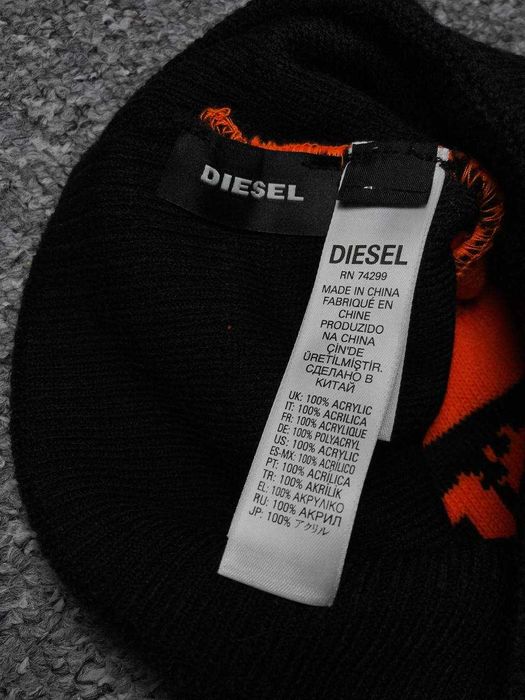 DIESEL
DIESEL
RN 74299
MADE IN CHINA
FABRIQUÉ EN
CHINE
PRODUZIDO
NA CHINA
ÇİN'DE
ÜRETİLMİŞTİR.
СДЕЛАНО В
КИТАЙ
UK: 100% ACRYLIC
IT: 100% ACRILICA
FR: 100% ACRYLIQUE
DE: 100% POLYACRYL
US: 100% ACRYLIC
ES-MX: 100% ACRÍLICO
PT: 100% ACRÍLICA
TR: 100% AKRİLİK
EL: 100% ΑΚΡΥΛΙΚΟ
RU: 100% АКРИЛ
JP: 100% アクリル